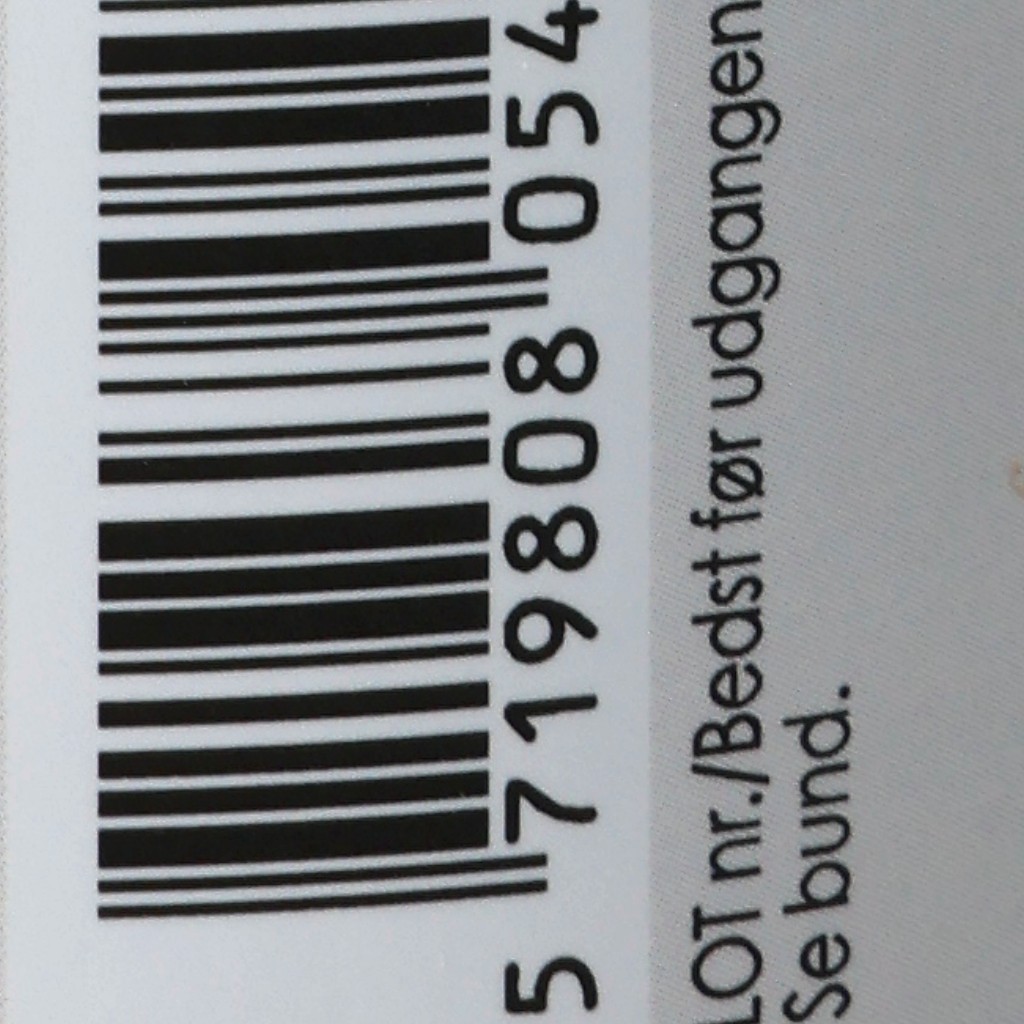 5 719808 054
LOT nr./Bedst før udgangen
Se bund.